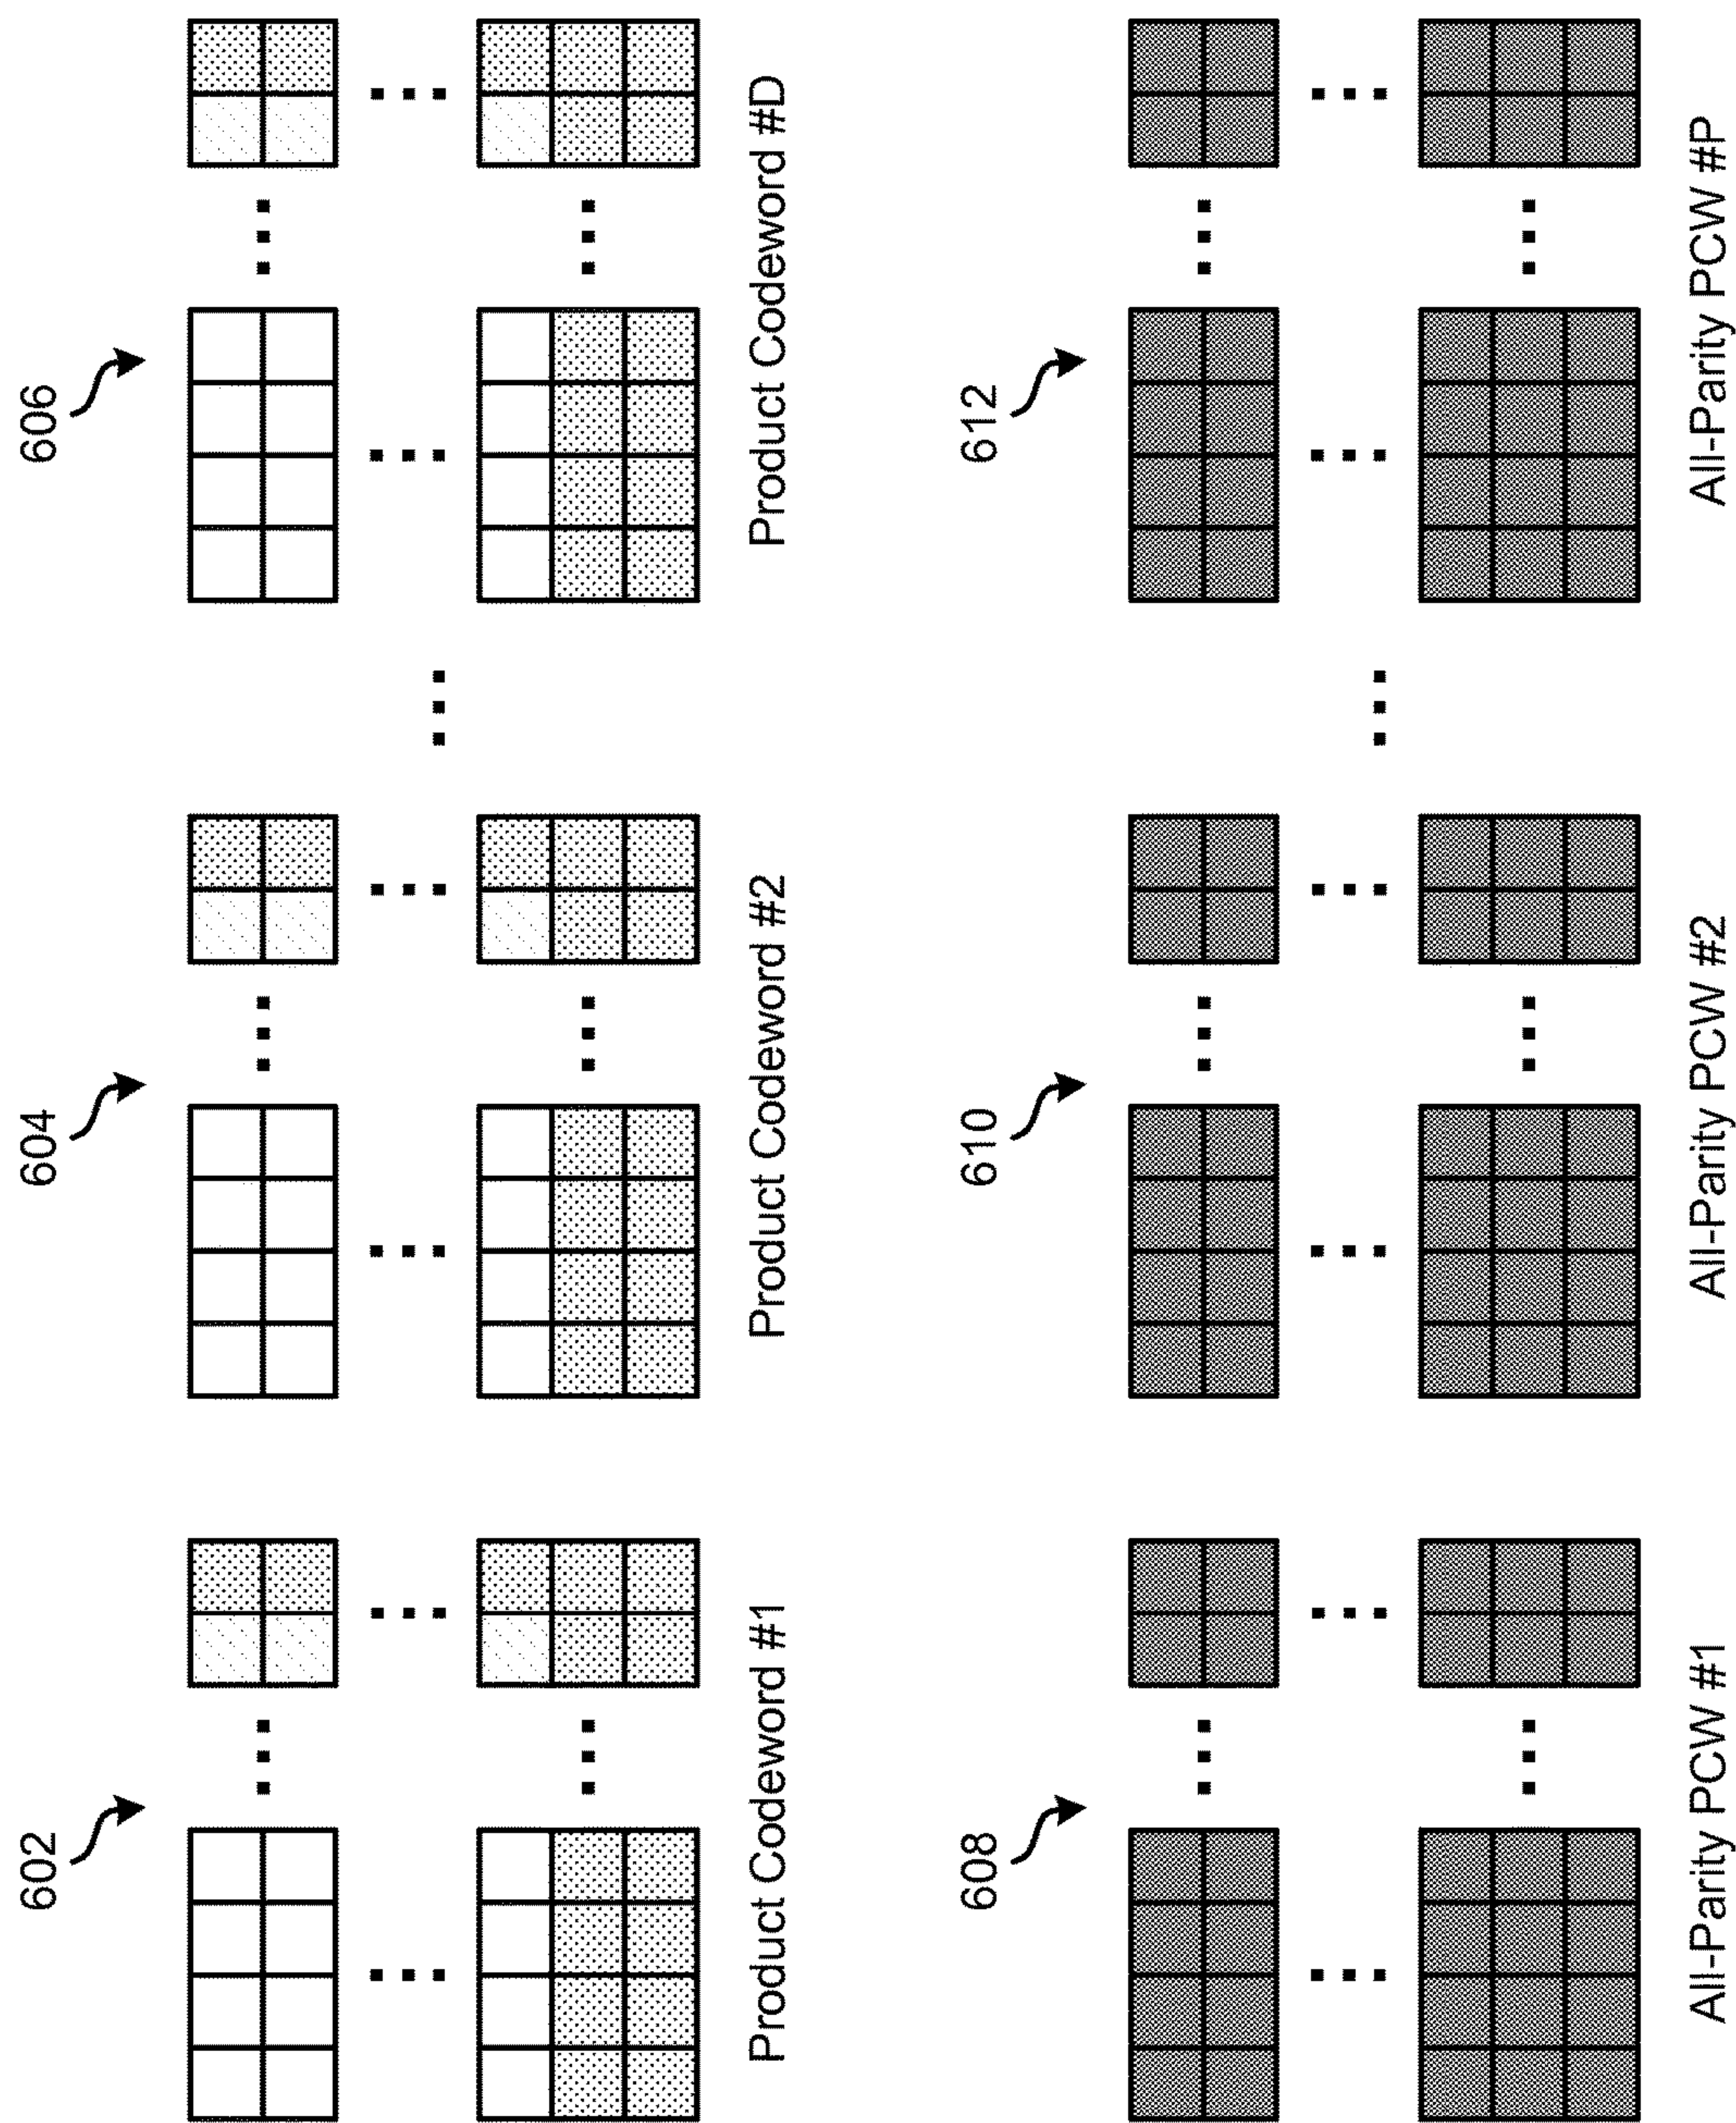 602
604
606
Product Codeword #1
Product Codeword #2
Product Codeword #D
608
610
612
All-Parity PCW #1
All-Parity PCW #2
All-Parity PCW #P